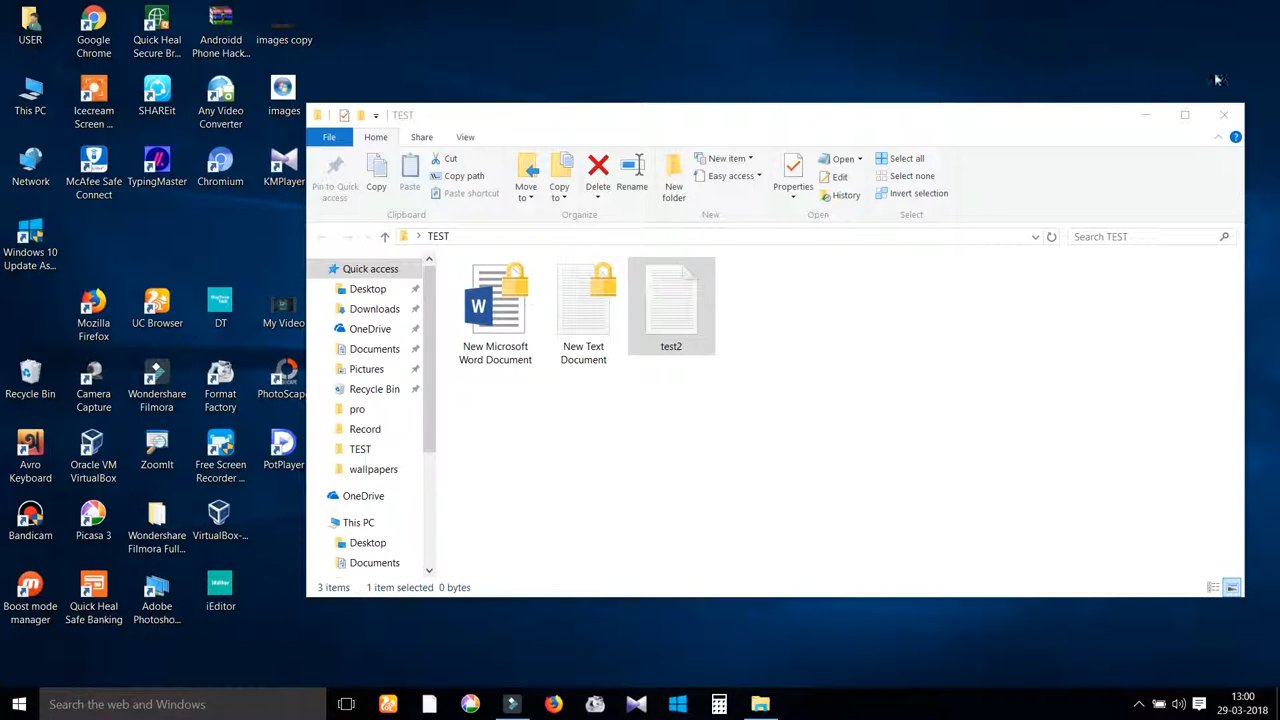 USER
Google
Chrome
Quick Heal
Secure Br...
Androidd
Phone Hack...
images copy
This PC
Icecream
Screen ...
SHAREit
Any Video
Converter
images
Network
McAfee Safe
Connect
TypingMaster
Chromium
KMPlayer
Windows 10
Update As...
Mozilla
Firefox
UC Browser
DT
My Video
Recycle Bin
Camera
Capture
Wondershare
Filmora
Format
Factory
PhotoScap
Avro
Keyboard
Oracle VM
VirtualBox
ZoomIt
Free Screen
Recorder ...
PotPlayer
Bandicam
Picasa 3
Wondershare
Filmora Full...
VirtualBox-...
Boost mode
manager
Quick Heal
Safe Banking
Adobe
Photosho...
iEditor
TEST
File
Home
Share
View
Pin to Quick
access
Copy
Paste
Cut
Copy path
Paste shortcut
Clipboard
Move
to
Copy
to
Delete
Rename
Organize
New
folder
New item
Easy access
New
Properties
Open
Edit
History
Open
Select all
Select none
Invert selection
Select
TEST
Search TEST
Quick access
Desktop
Downloads
OneDrive
Documents
Pictures
Recycle Bin
pro
Record
TEST
wallpapers
OneDrive
This PC
Desktop
Documents
W
New Microsoft
Word Document
New Text
Document
test2
3 items
1 item selected 0 bytes
Search the web and Windows
13:00
29-03-2018